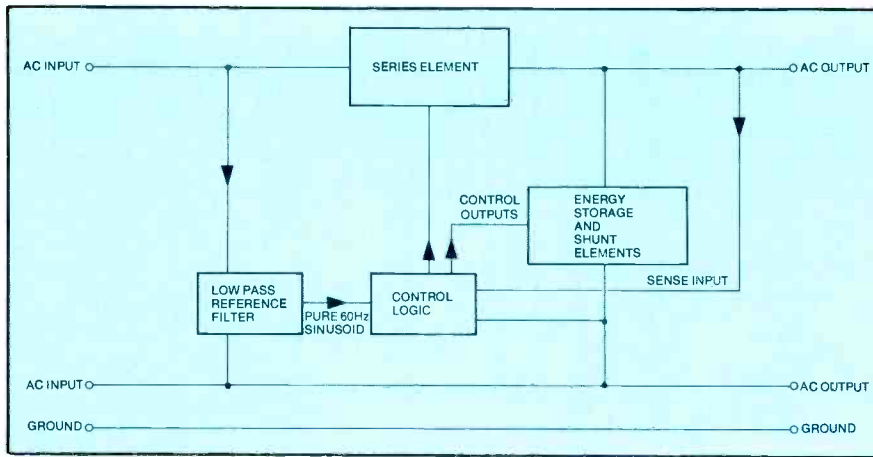 AC INPUT
SERIES ELEMENT
AC OUTPUT
CONTROL
OUTPUTS
ENERGY
STORAGE
AND
SHUNT
ELEMENTS
SENSE INPUT
LOW PASS
REFERENCE
FILTER
PURE 60Hz
SINUSOID
CONTROL
LOGIC
AC INPUT
AC OUTPUT
GROUND
GROUND